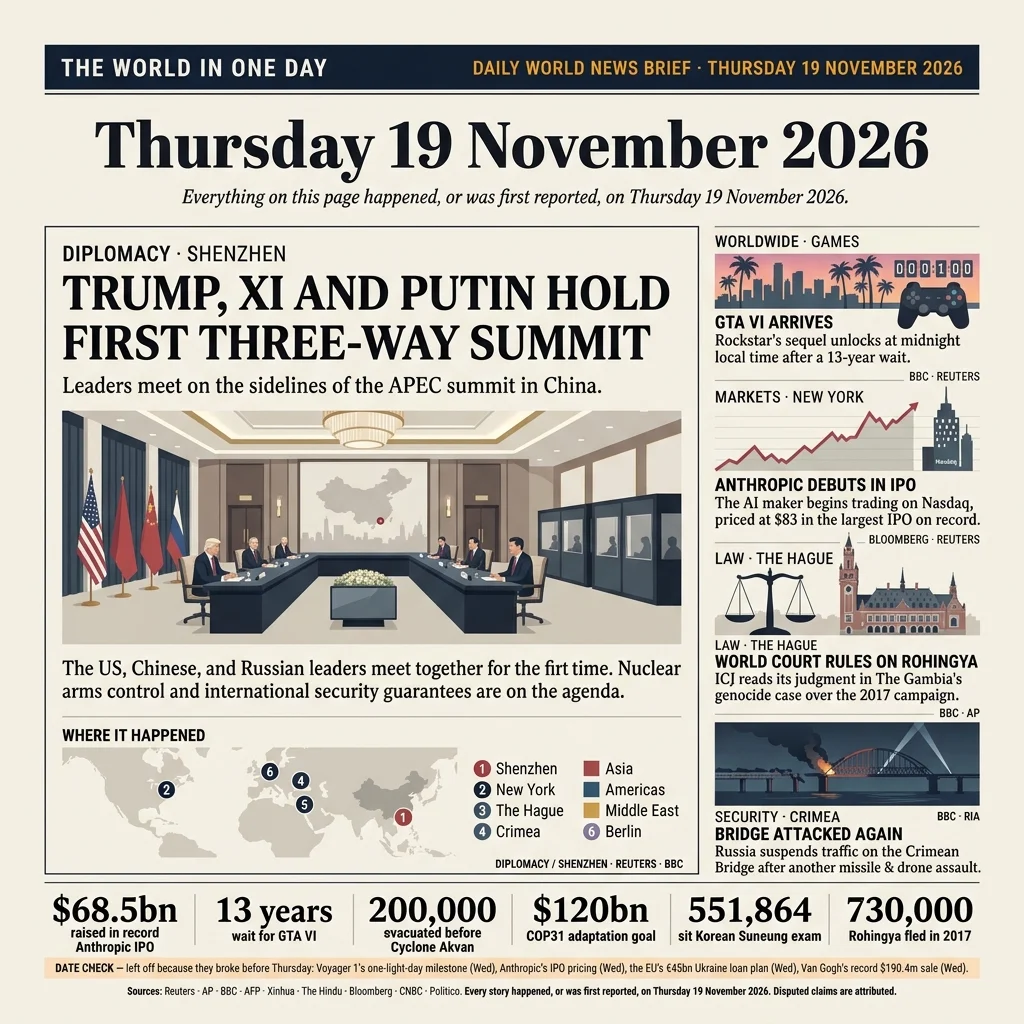 THE WORLD IN ONE DAY
DAILY WORLD NEWS BRIEF · THURSDAY 19 NOVEMBER 2026
Thursday 19 November 2026
Everything on this page happened, or was first reported, on Thursday 19 November 2026.
DIPLOMACY · SHENZHEN
TRUMP, XI AND PUTIN HOLD
FIRST THREE-WAY SUMMIT
Leaders meet on the sidelines of the APEC summit in China.
The US, Chinese, and Russian leaders meet together for the firt time. Nuclear
arms control and international security guarantees are on the agenda.
WHERE IT HAPPENED
2
6
4
5
1
1 Shenzhen
2 New York
3 The Hague
4 Crimea
Asia
Americas
Middle East
6 Berlin
DIPLOMACY / SHENZHEN · REUTERS · BBC
WORLDWIDE · GAMES
D00:1:00
GTA VI ARRIVES
Rockstar's sequel unlocks at midnight
local time after a 13-year wait.
BBC · REUTERS
MARKETS · NEW YORK
Nasdaq
ANTHROPIC DEBUTS IN IPO
The AI maker begins trading on Nasdaq,
priced at $83 in the largest IPO on record.
BLOOMBERG · REUTERS
LAW · THE HAGUE
LAW · THE HAGUE
WORLD COURT RULES ON ROHINGYA
ICJ reads its judgment in The Gambia's
genocide case over the 2017 campaign.
BBC · AP
SECURITY · CRIMEA
BBC · RIA
BRIDGE ATTACKED AGAIN
Russia suspends traffic on the Crimean
Bridge after another missile & drone assault.
$68.5bn
raised in record
Anthropic IPO
13 years
wait for GTA VI
200,000
evacuated before
Cyclone Akvan
$120bn
COP31 adaptation goal
551,864
sit Korean Suneung exam
730,000
Rohingya fled in 2017
DATE CHECK — left off because they broke before Thursday: Voyager 1's one-light-day milestone (Wed), Anthropic's IPO pricing (Wed), the EU's €45bn Ukraine loan plan (Wed), Van Gogh's record $190.4m sale (Wed).
Sources: Reuters · AP · BBC · AFP · Xinhua · The Hindu · Bloomberg · CNBC · Politico. Every story happened, or was first reported, on Thursday 19 November 2026. Disputed claims are attributed.